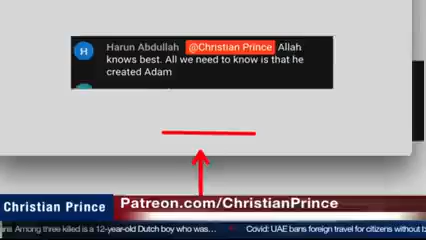 Harun Abdullah @Christian Prince Allah
knows best. All we need to know is that he
created Adam
H
Christian Prince
Patreon.com/ChristianPrince
ans Among three killed is a 12-year-old Dutch boy who was... Covid: UAE bans foreign travel for citizens without